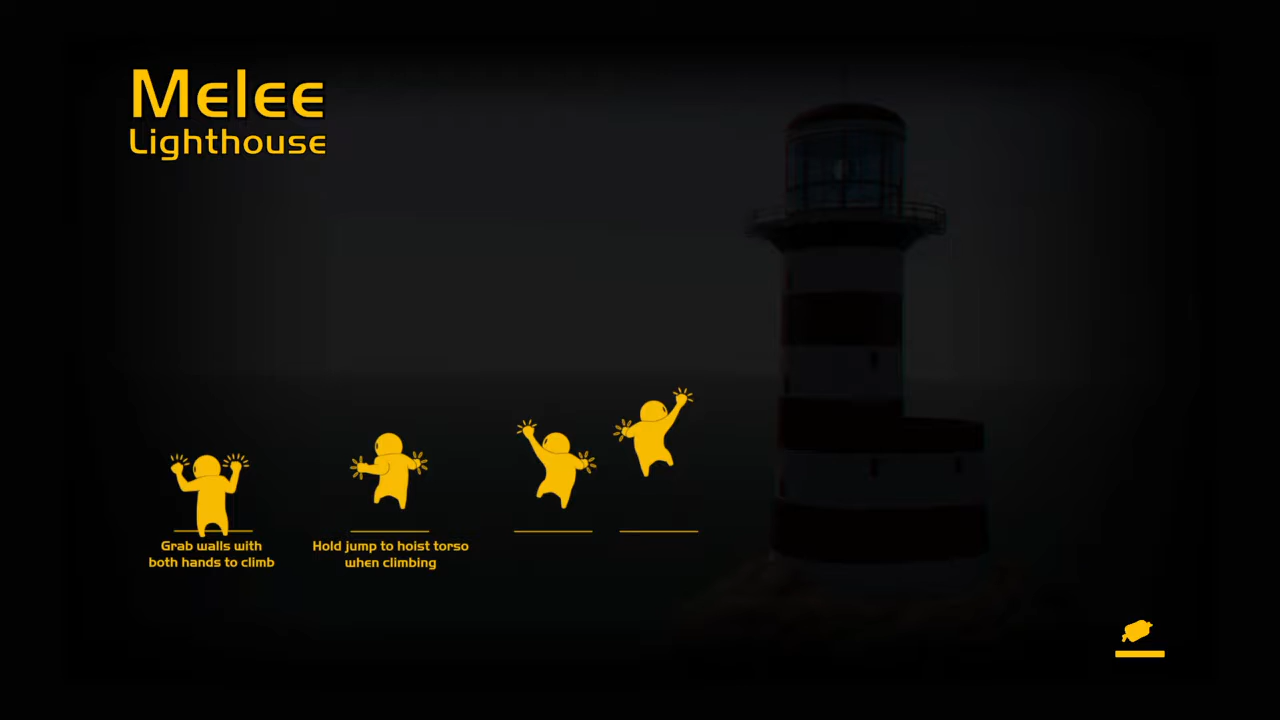 Melee
Lighthouse
Grab walls with
both hands to climb
Hold jump to hoist torso
when climbing